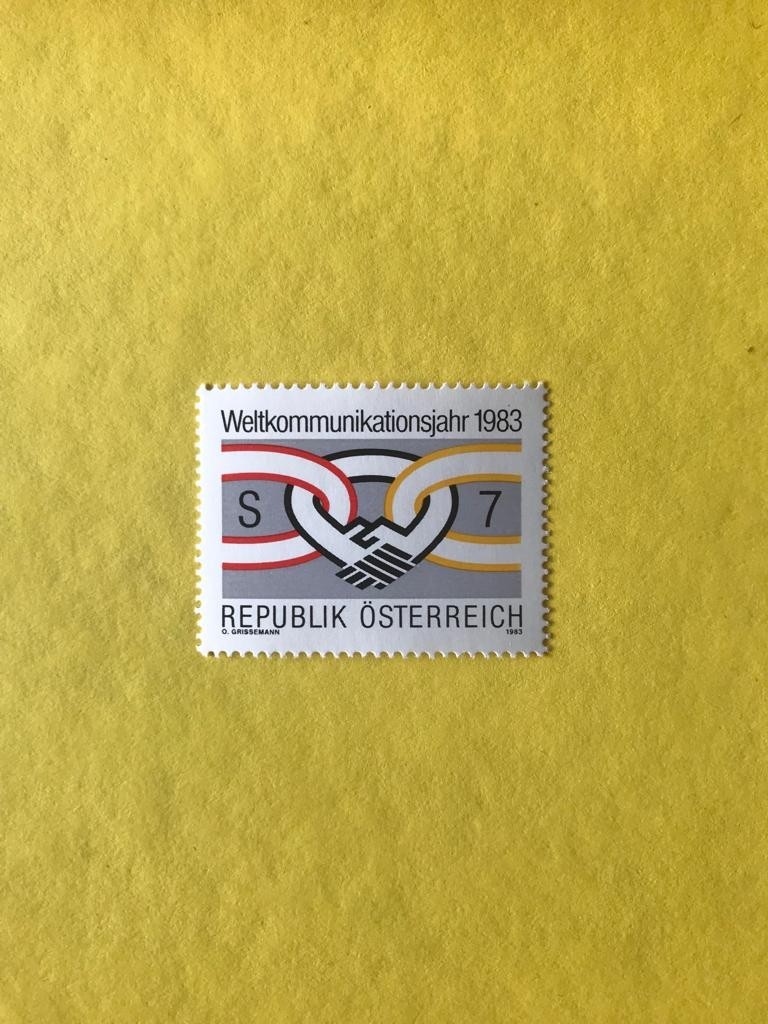 Weltkommunikationsjahr 1983
S 7
REPUBLIK ÖSTERREICH
O. GRISSEMANN 1983